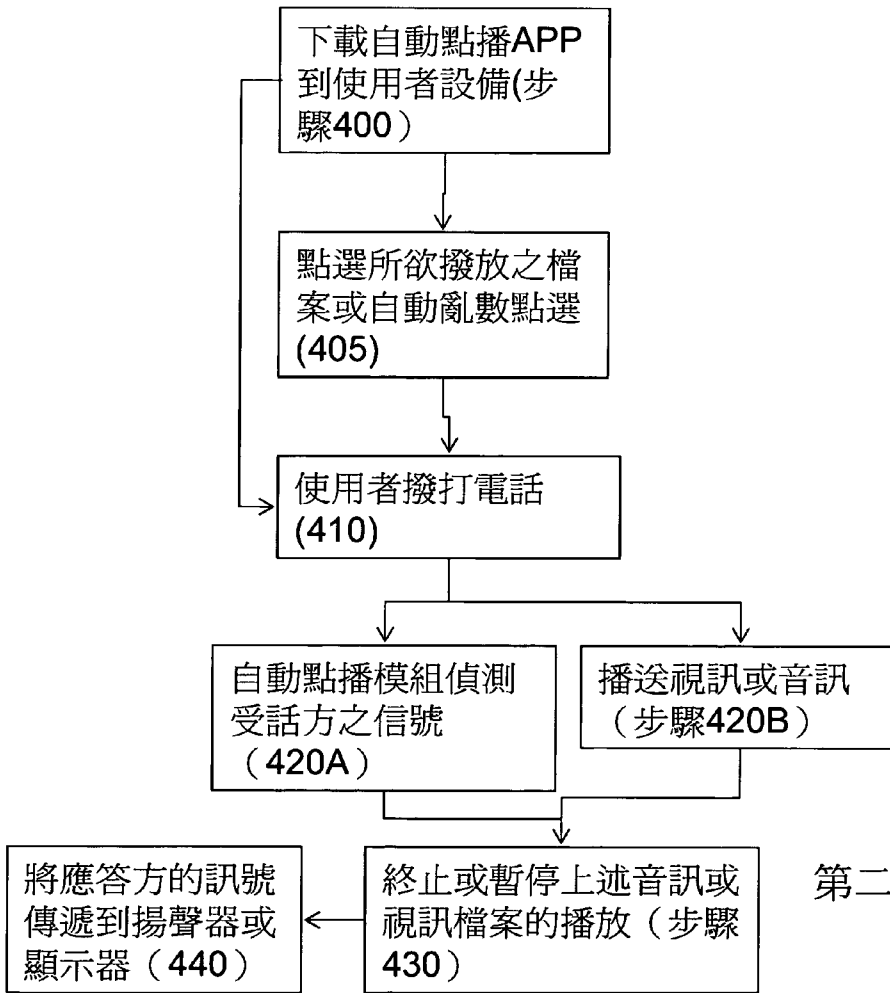 下載自動點播APP
到使用者設備(步
驟400）
點選所欲撥放之檔
案或自動亂數點選
(405)
使用者撥打電話
(410)
自動點播模組偵測
受話方之信號
（420A）
播送視訊或音訊
（步驟420B）
終止或暫停上述音訊或
視訊檔案的播放（步驟
430）
將應答方的訊號
傳遞到揚聲器或
顯示器（440）
第二